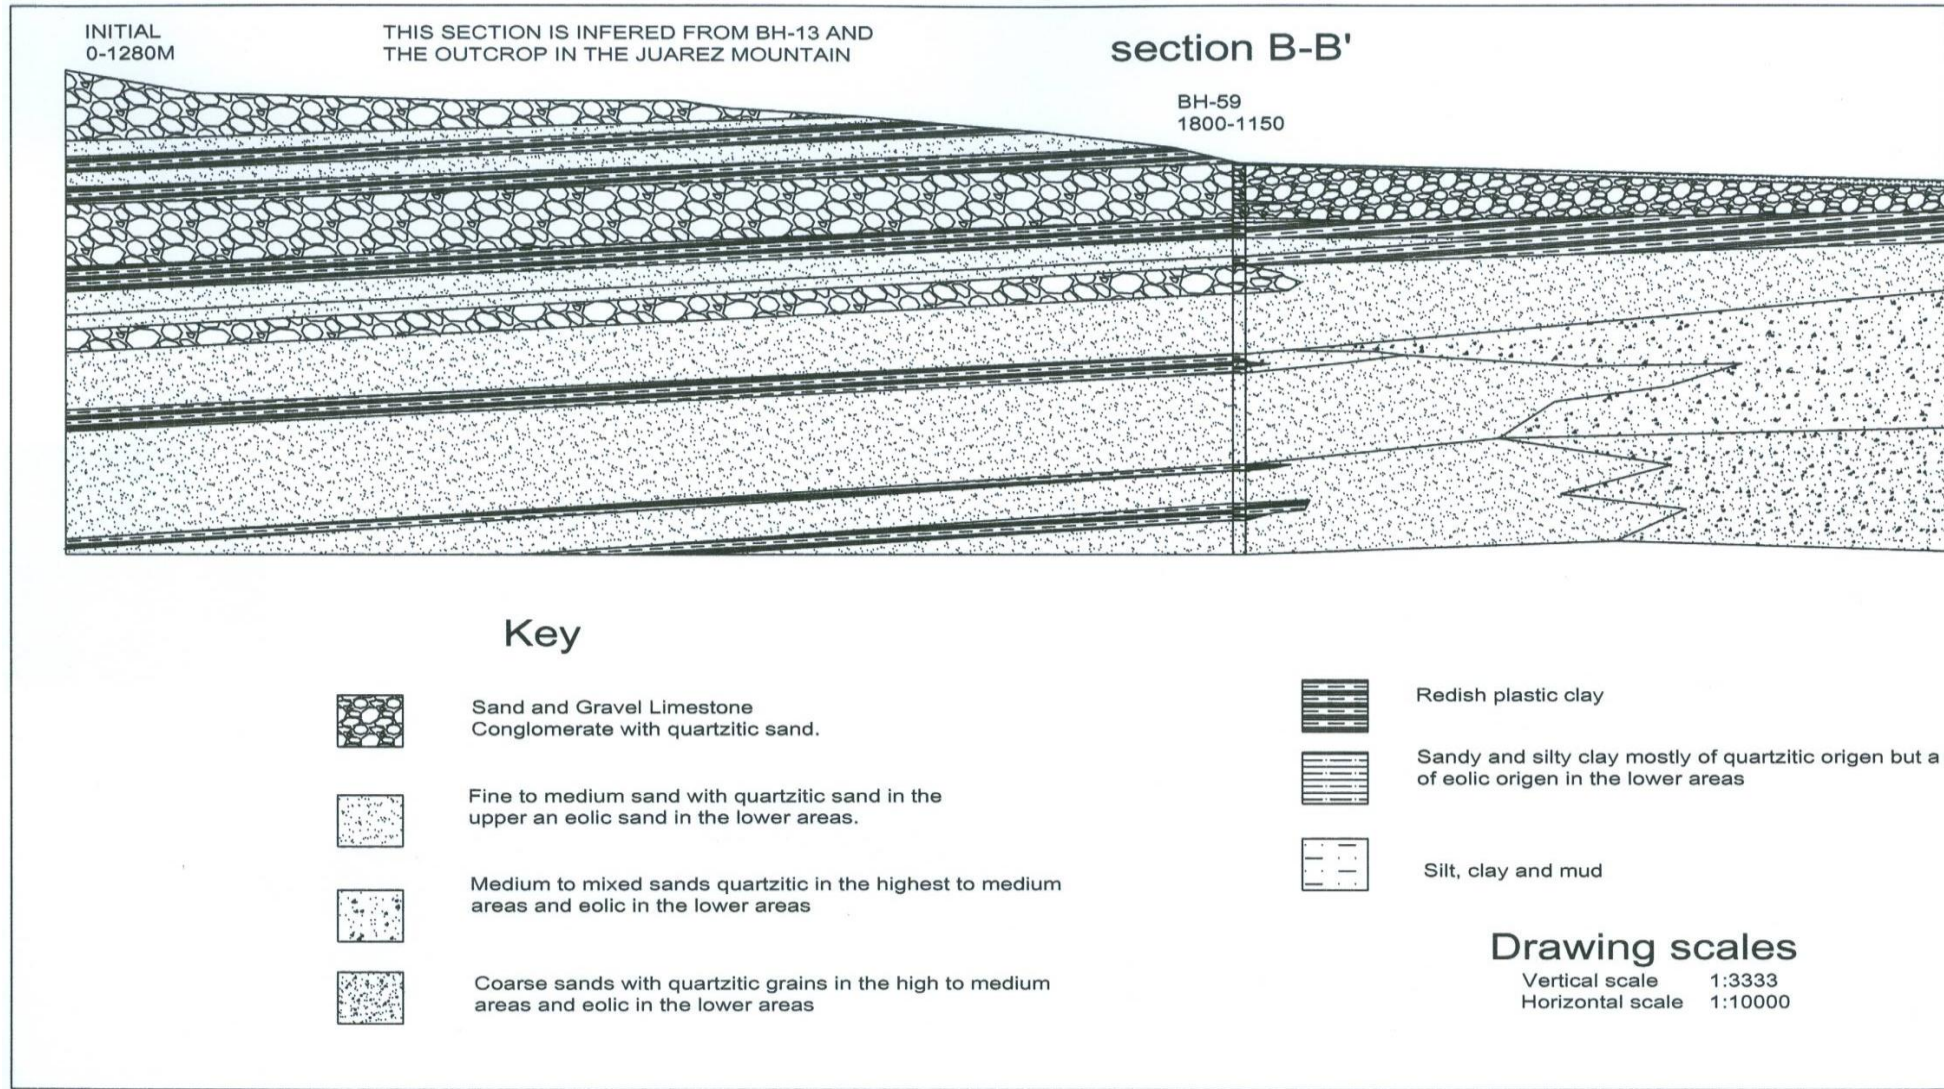 INITIAL
0-1280M
THIS SECTION IS INFERED FROM BH-13 AND
THE OUTCROP IN THE JUAREZ MOUNTAIN
section B-B'
BH-59
1800-1150
Key
Sand and Gravel Limestone
Conglomerate with quartzitic sand.
Fine to medium sand with quartzitic sand in the
upper an eolic sand in the lower areas.
Medium to mixed sands quartzitic in the highest to medium
areas and eolic in the lower areas
Coarse sands with quartzitic grains in the high to medium
areas and eolic in the lower areas
Redish plastic clay
Sandy and silty clay mostly of quartzitic origen but a
of eolic origen in the lower areas
Silt, clay and mud
Drawing scales
Vertical scale 1:3333
Horizontal scale 1:10000